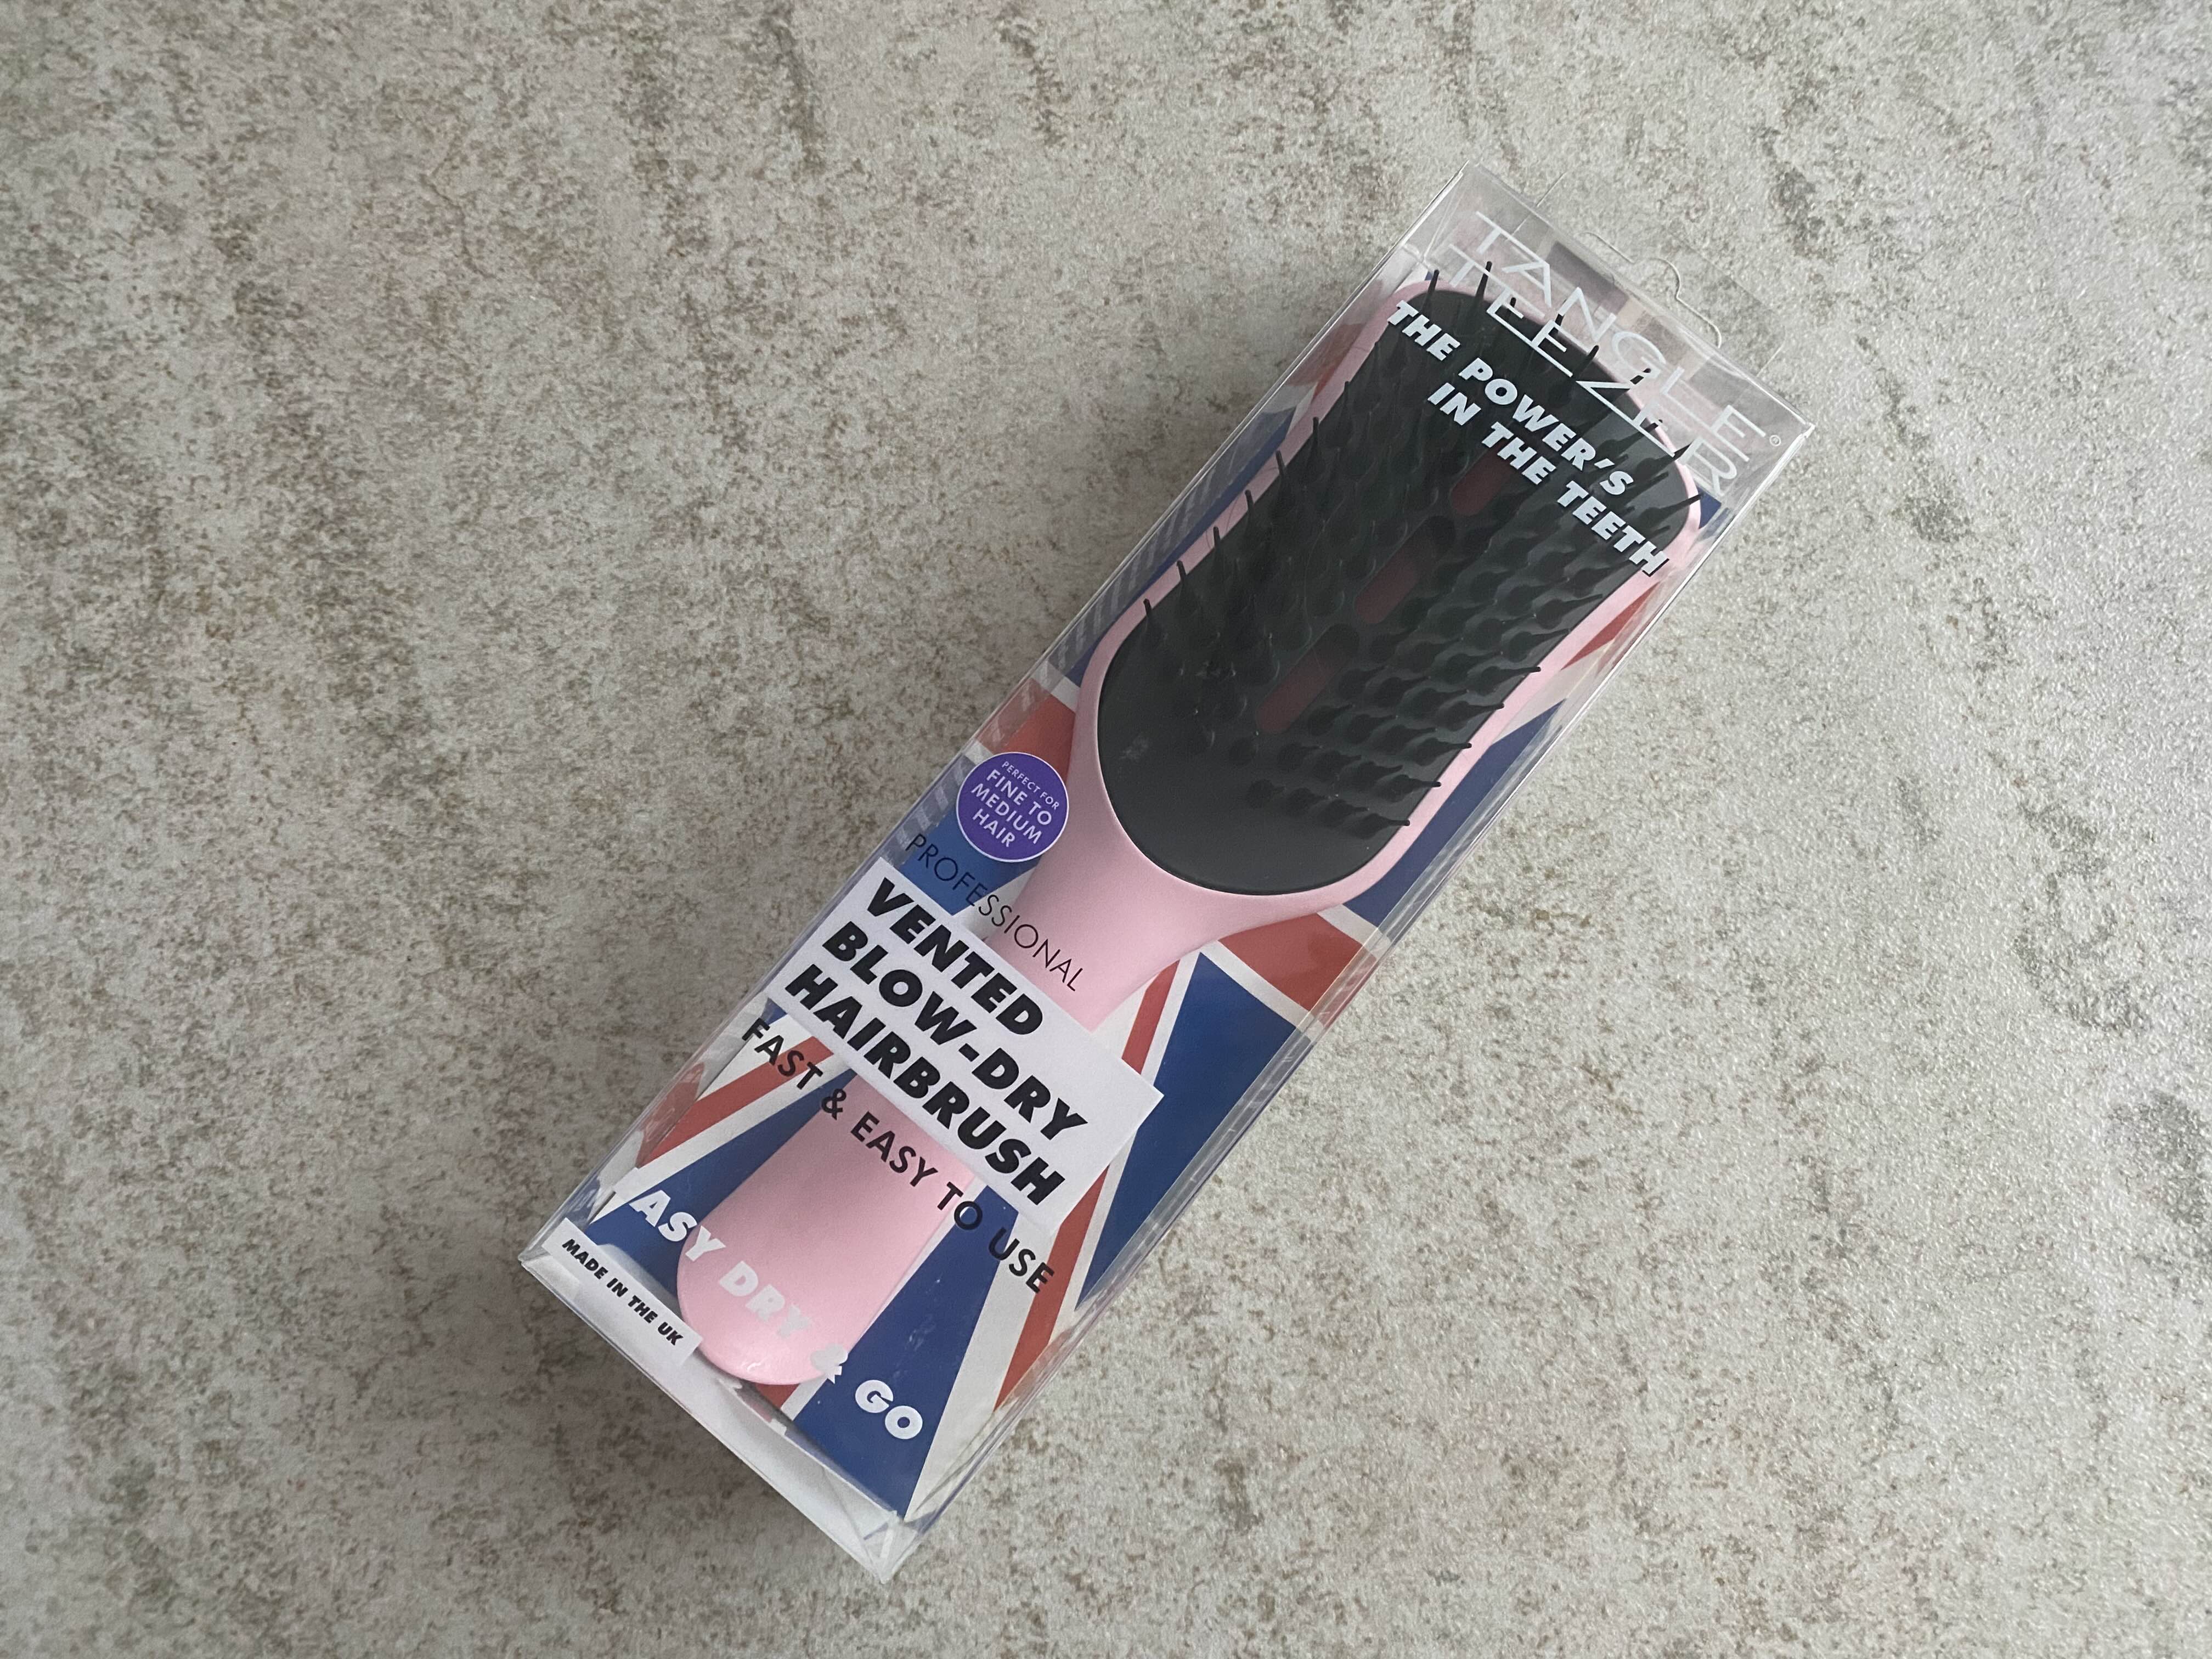 TANGLE
TEEZER®
THE POWER'S
IN THE TEETH
PERFECT FOR
FINE TO
MEDIUM
HAIR
PROFESSIONAL
VENTED
BLOW-DRY
HAIRBRUSH
FAST & EASY TO USE
EASY DRY & GO
MADE IN THE UK